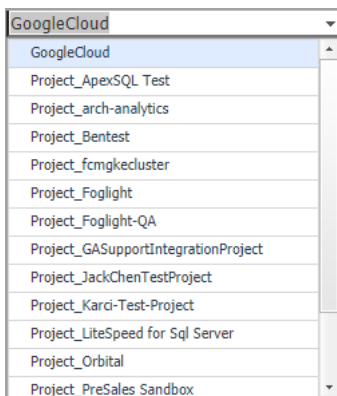 GoogleCloud
GoogleCloud
Project_ApexSQL Test
Project_arch-analytics
Project_Bentest
Project_fcmgkecluster
Project_Foglight
Project_Foglight-QA
Project_GASupportIntegrationProject
Project_JackChenTestProject
Project_Karci-Test-Project
Project_LiteSpeed for Sql Server
Project_Orbital
Project_PreSales Sandbox